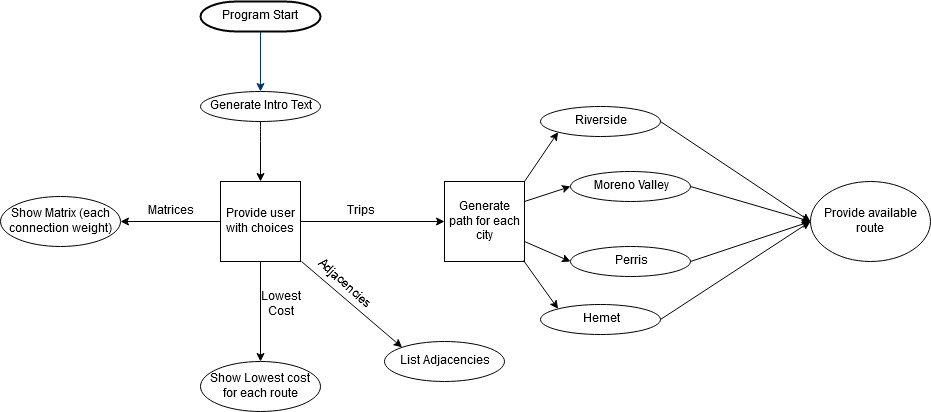 Program Start
Generate Intro Text
Riverside
Moreno Valley
Show Matrix (each
connection weight)
Matrices
Provide user
with choices
Trips
Generate
path for each
city
Provide available
route
Perris
Adjacencies
Lowest
Cost
Hemet
List Adjacencies
Show Lowest cost
for each route